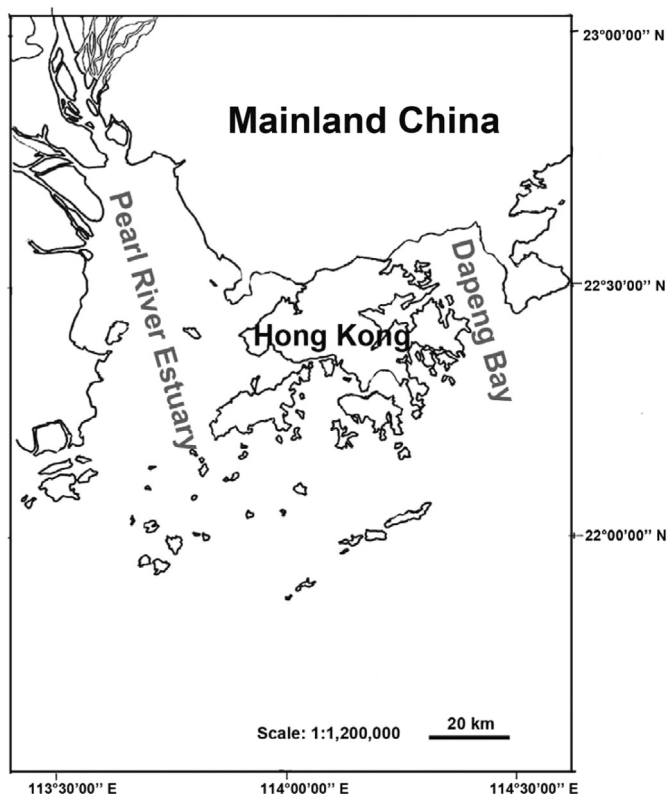 23°00'00'' N
Mainland China
Pearl River Estuary
Dapeng Bay
22°30'00'' N
Hong Kong
22°00'00'' N
Scale: 1:1,200,000
20 km
113°30'00'' E
114°00'00'' E
114°30'00'' E